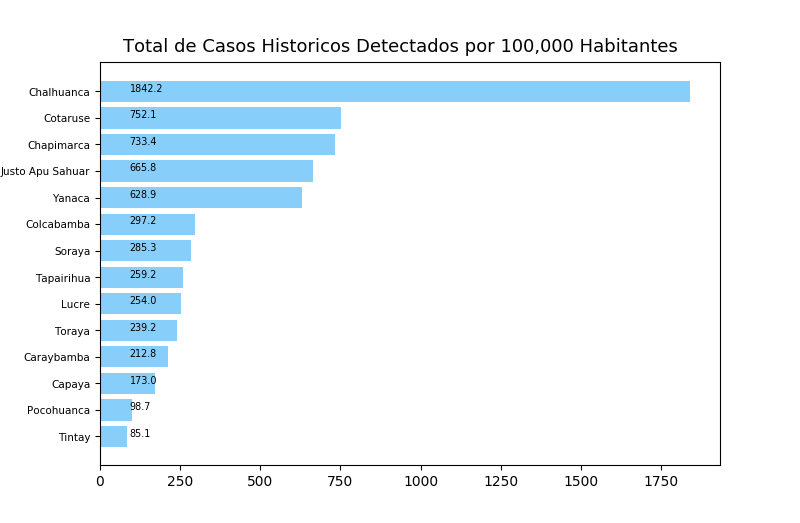 Total de Casos Historicos Detectados por 100,000 Habitantes
Chalhuanca 1842.2
Cotaruse 752.1
Chapimarca 733.4
Justo Apu Sahuar 665.8
Yanaca 628.9
Colcabamba 297.2
Soraya 285.3
Tapairihua 259.2
Lucre 254.0
Toraya 239.2
Caraybamba 212.8
Capaya 173.0
Pocohuanca 98.7
Tintay 85.1
0 250 500 750 1000 1250 1500 1750